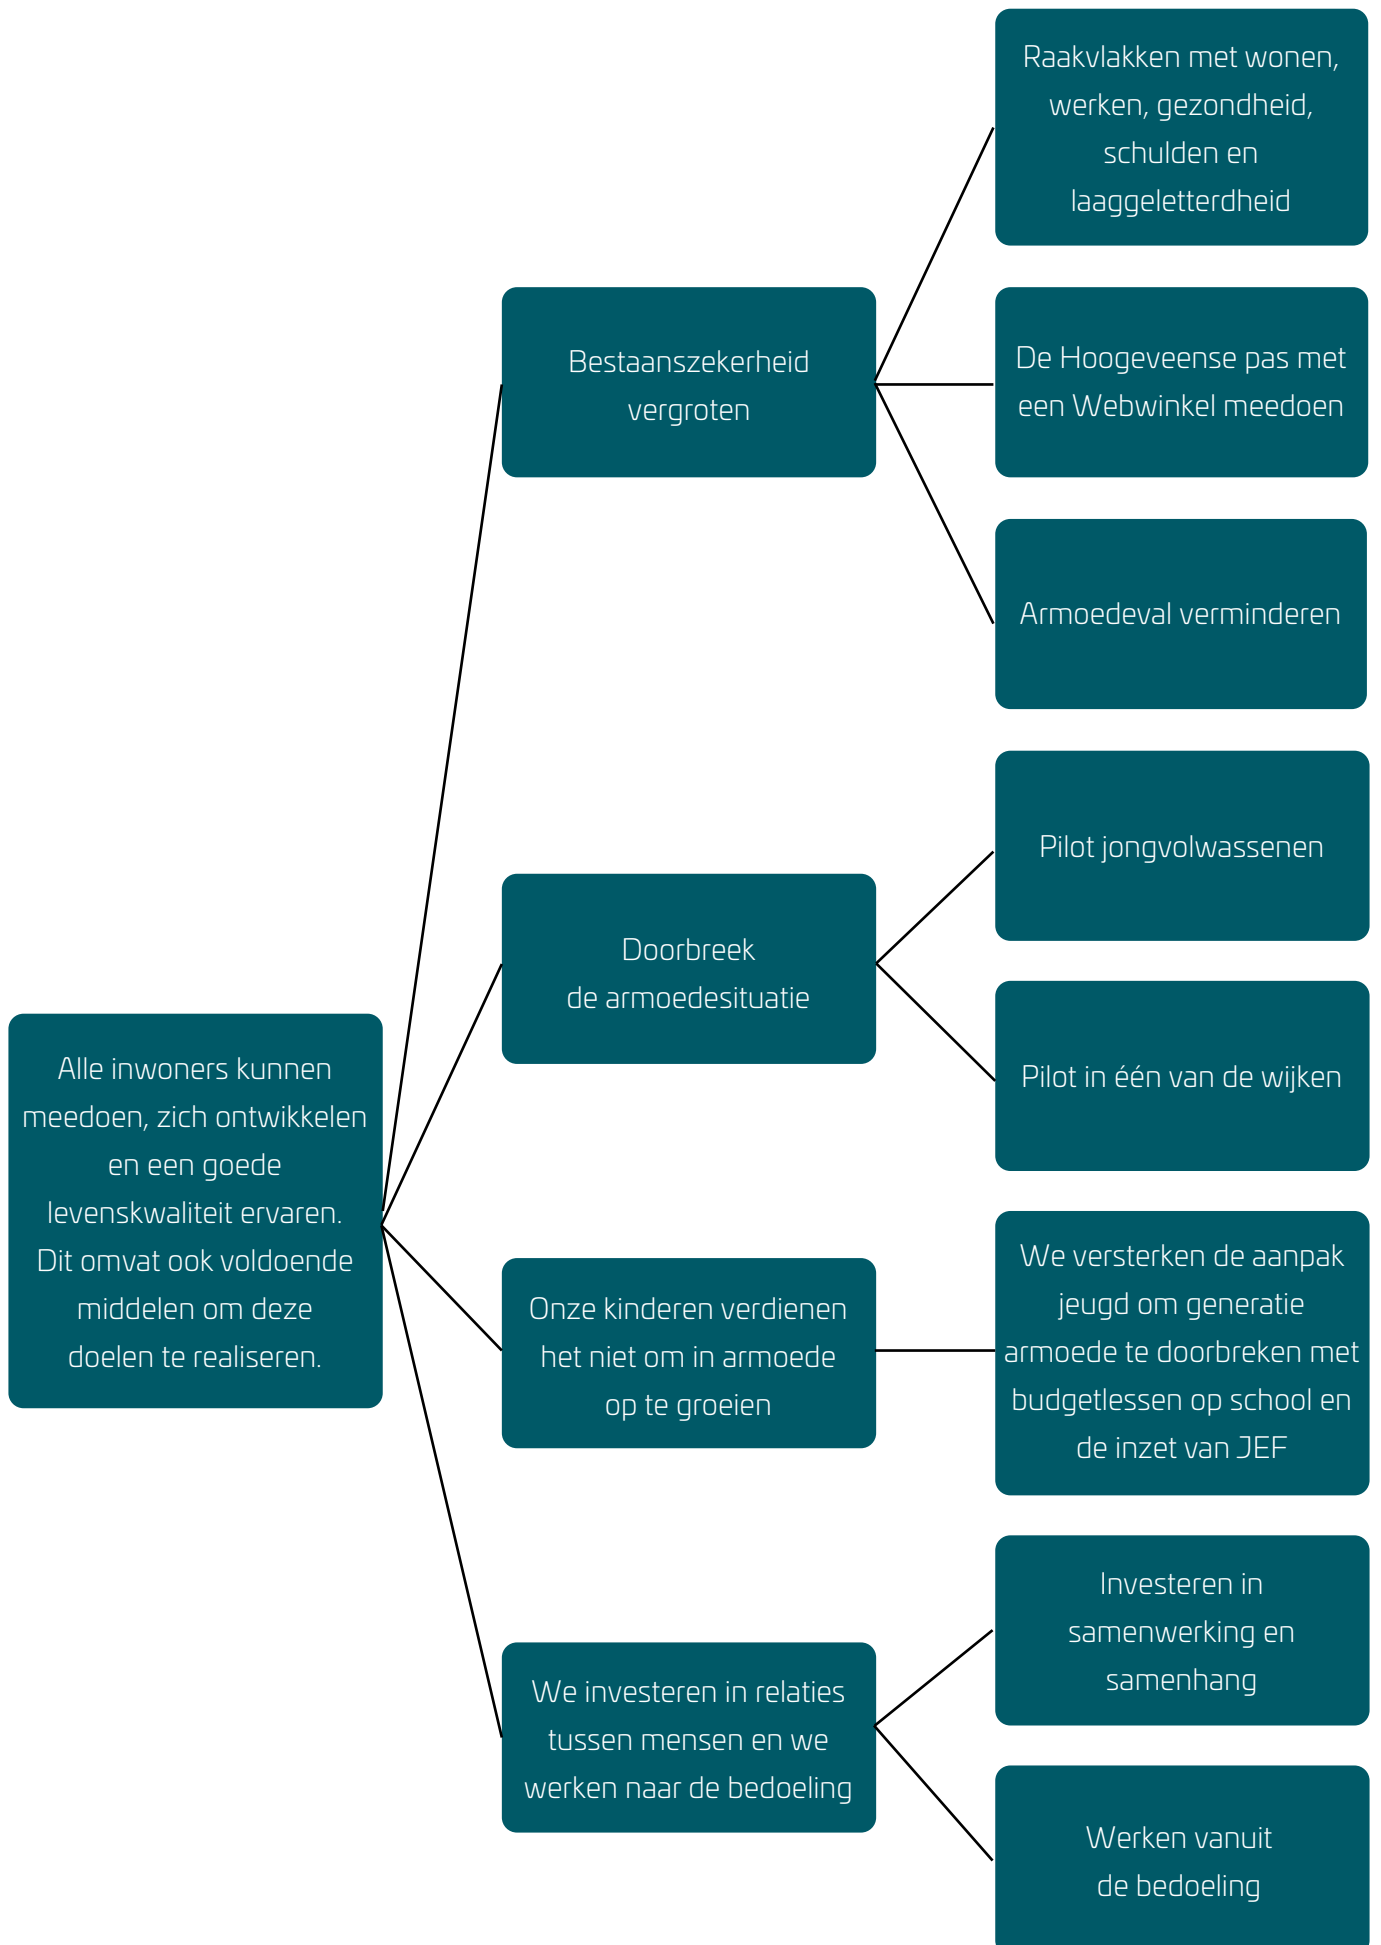 Alle inwoners kunnen
meedoen, zich ontwikkelen
en een goede
levenskwaliteit ervaren.
Dit omvat ook voldoende
middelen om deze
doelen te realiseren.
Bestaanszekerheid
vergroten
Raakvlakken met wonen,
werken, gezondheid,
schulden en
laaggeletterdheid
De Hoogeveense pas met
een Webwinkel meedoen
Armoedeval verminderen
Doorbreek
de armoedesituatie
Pilot jongvolwassenen
Pilot in één van de wijken
Onze kinderen verdienen
het niet om in armoede
op te groeien
We versterken de aanpak
jeugd om generatie
armoede te doorbreken met
budgetlessen op school en
de inzet van JEF
We investeren in relaties
tussen mensen en we
werken naar de bedoeling
Investeren in
samenwerking en
samenhang
Werken vanuit
de bedoeling